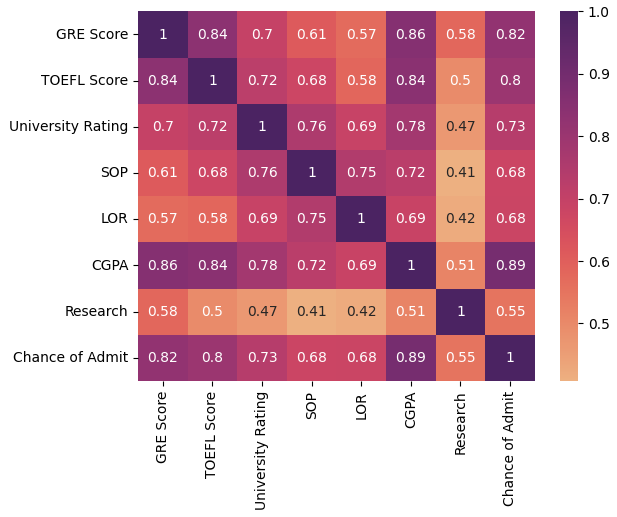 GRE Score 1 0.84 0.7 0.61 0.57 0.86 0.58 0.82
TOEFL Score 0.84 1 0.72 0.68 0.58 0.84 0.5 0.8
University Rating 0.7 0.72 1 0.76 0.69 0.78 0.47 0.73
SOP 0.61 0.68 0.76 1 0.75 0.72 0.41 0.68
LOR 0.57 0.58 0.69 0.75 1 0.69 0.42 0.68
CGPA 0.86 0.84 0.78 0.72 0.69 1 0.51 0.89
Research 0.58 0.5 0.47 0.41 0.42 0.51 1 0.55
Chance of Admit 0.82 0.8 0.73 0.68 0.68 0.89 0.55 1
GRE Score
TOEFL Score
University Rating
SOP
LOR
CGPA
Research
Chance of Admit
1.0
0.9
0.8
0.7
0.6
0.5